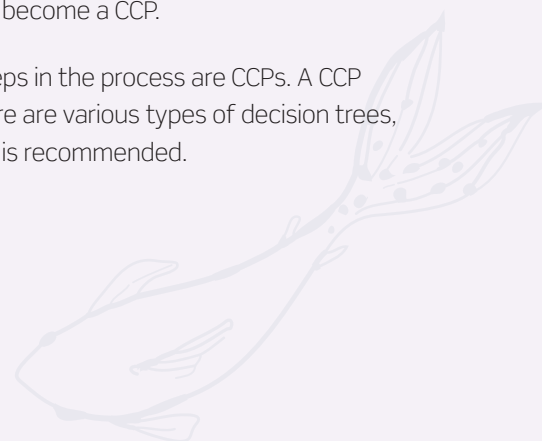 become a CCP.
eps in the process are CCPs. A CCP
re are various types of decision trees,
is recommended.